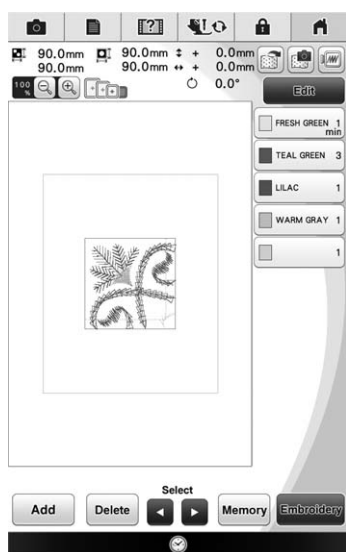 90.0mm 90.0mm + 0.0mm
90.0mm 90.0mm + 0.0mm
100 % 0.0°
Edit
FRESH GREEN 1
min
TEAL GREEN 3
LILAC 1
WARM GRAY 1
1
Select
Add Delete Memory Embroidery